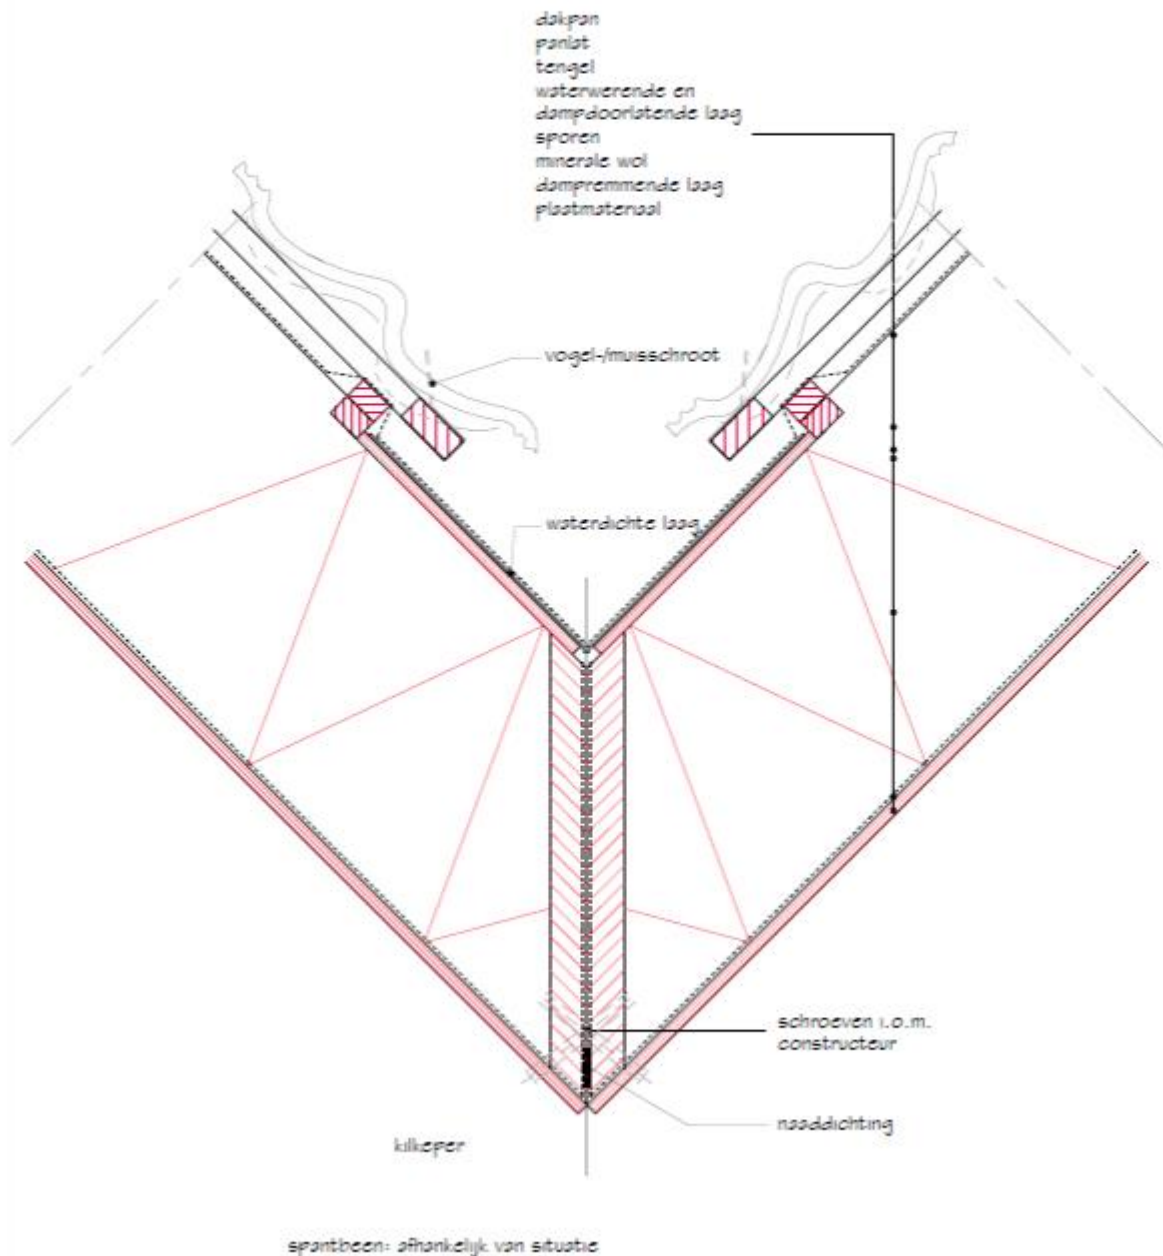 dakpan
panlat
tengel
waterwerende en
dampdoorlatende laag
sporen
minerale wol
dampremmende laag
plaatmateriaal
vogel-/muisschroot
waterdichte laag
schroeven i.o.m.
constructeur
naaddichting
kilkeper
spantbeen: afhankelijk van situatie